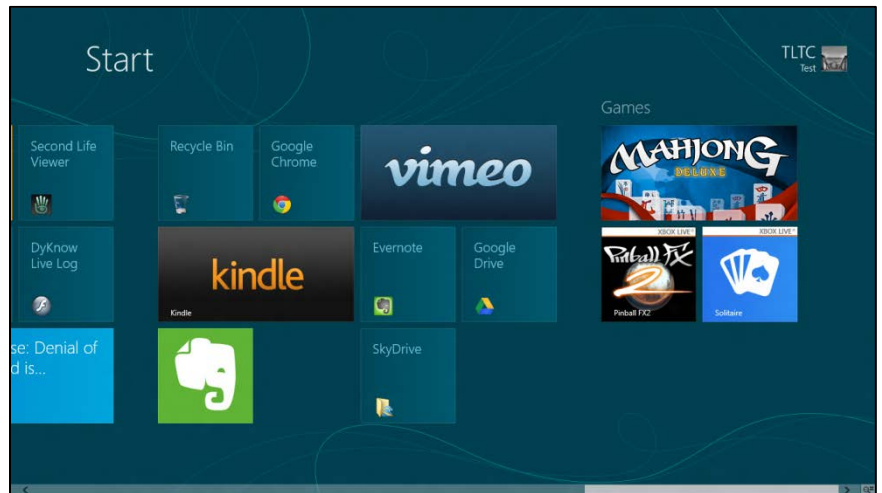 Start
TLTC
Test
Games
Second Life
Viewer
Recycle Bin
Google
Chrome
vimeo
MAHJONG
DELUXE
DyKnow
Live Log
kindle
Kindle
Evernote
Google
Drive
XBOX LIVE
Pinball FX
2
Pinball FX2
XBOX LIVE
Solitaire
se: Denial of
d is...
SkyDrive